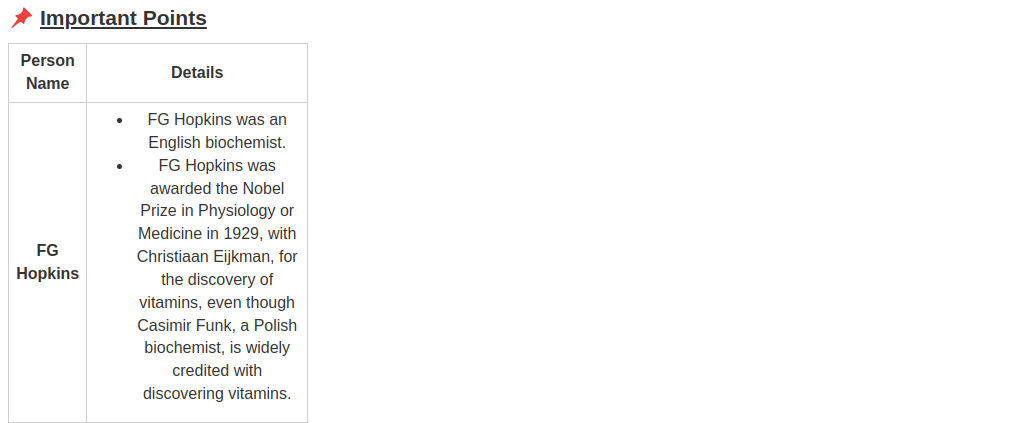 Important Points
Person
Name
Details
FG
Hopkins
FG Hopkins was an
English biochemist.
FG Hopkins was
awarded the Nobel
Prize in Physiology or
Medicine in 1929, with
Christiaan Eijkman, for
the discovery of
vitamins, even though
Casimir Funk, a Polish
biochemist, is widely
credited with
discovering vitamins.